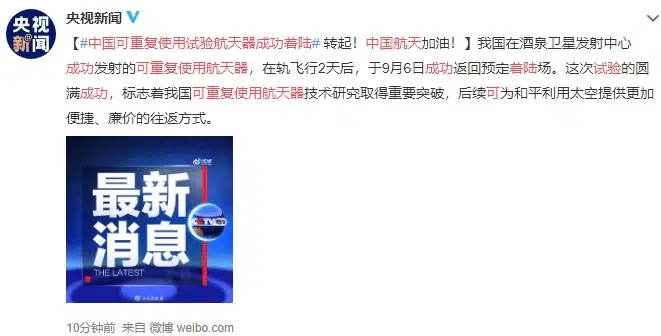 央视新闻
央视新闻
【#中国可重复使用试验航天器成功着陆# 转起！中国航天加油！】我国在酒泉卫星发射中心
成功发射的可重复使用航天器，在轨飞行2天后，于9月6日成功返回预定着陆场。这次试验的圆
满成功，标志着我国可重复使用航天器技术研究取得重要突破，后续可为和平利用太空提供更加
便捷、廉价的往返方式。
微博
最新
消息
THE LATEST
10分钟前 来自 微博 weibo.com